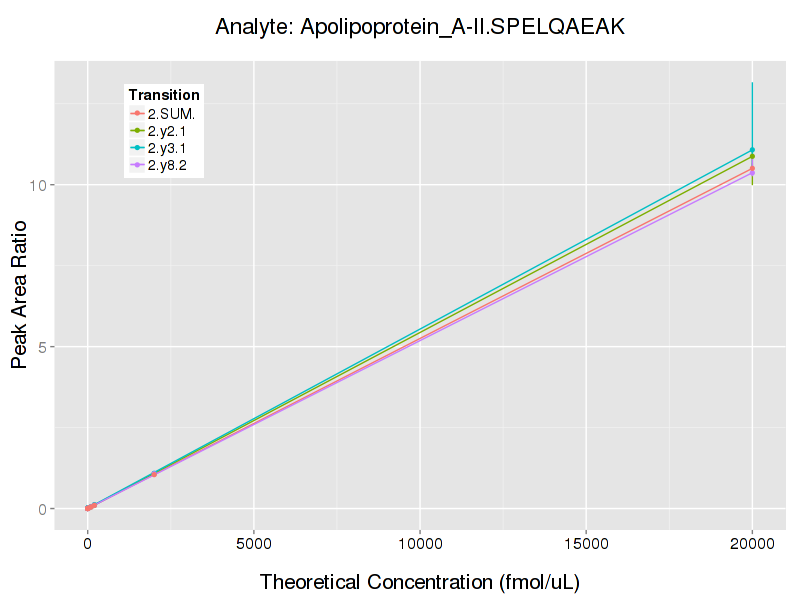 Analyte: Apolipoprotein_A-II.SPELQAEAK
Transition
2.SUM.
2.y2.1
2.y3.1
2.y8.2
Peak Area Ratio
10
5
0
0 5000 10000 15000 20000
Theoretical Concentration (fmol/uL)